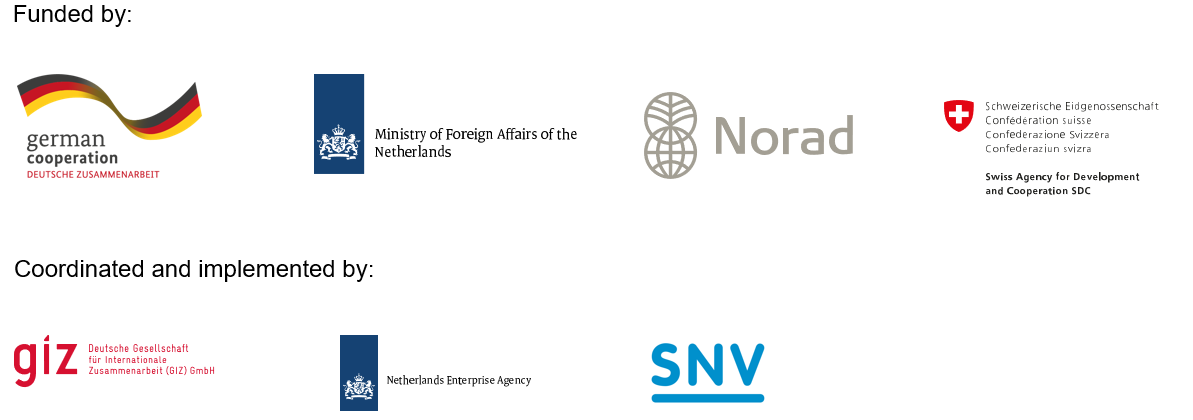 Funded by:
german
cooperation
DEUTSCHE ZUSAMMENARBEIT
Ministry of Foreign Affairs of the
Netherlands
Norad
Schweizerische Eidgenossenschaft
Confédération suisse
Confederazione Svizzera
Confederaziun svizra
Swiss Agency for Development
and Cooperation SDC
Coordinated and implemented by:
giz
Deutsche Gesellschaft
für Internationale
Zusammenarbeit (GIZ) GmbH
Netherlands Enterprise Agency
SNV